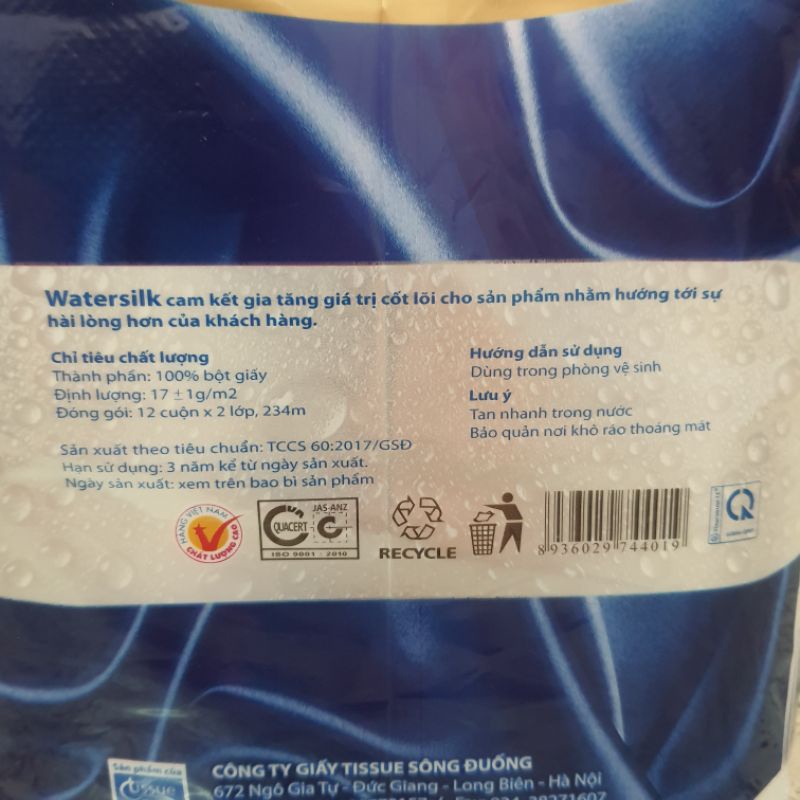 Watersilk cam kết gia tăng giá trị cốt lõi cho sản phẩm nhằm hướng tới sự
hài lòng hơn của khách hàng.
Chỉ tiêu chất lượng
Thành phần: 100% bột giấy
Định lượng: 17 ± 1g/m2
Đóng gói: 12 cuộn x 2 lớp, 234m
Hướng dẫn sử dụng
Dùng trong phòng vệ sinh
Lưu ý
Tan nhanh trong nước
Bảo quản nơi khô ráo thoáng mát
Sản xuất theo tiêu chuẩn: TCCS 60:2017/GSĐ
Hạn sử dụng: 3 năm kể từ ngày sản xuất.
Ngày sản xuất: xem trên bao bì sản phẩm
HÀNG VIỆT NAM
CHẤT LƯỢNG CAO
QUACERT
JAS-ANZ
ISO 9001 : 2010
RECYCLE
8 936029 744019
Sản phẩm của
Tissue
CÔNG TY GIẤY TISSUE SÔNG ĐUỐNG
672 Ngô Gia Tự - Đức Giang - Long Biên - Hà Nội